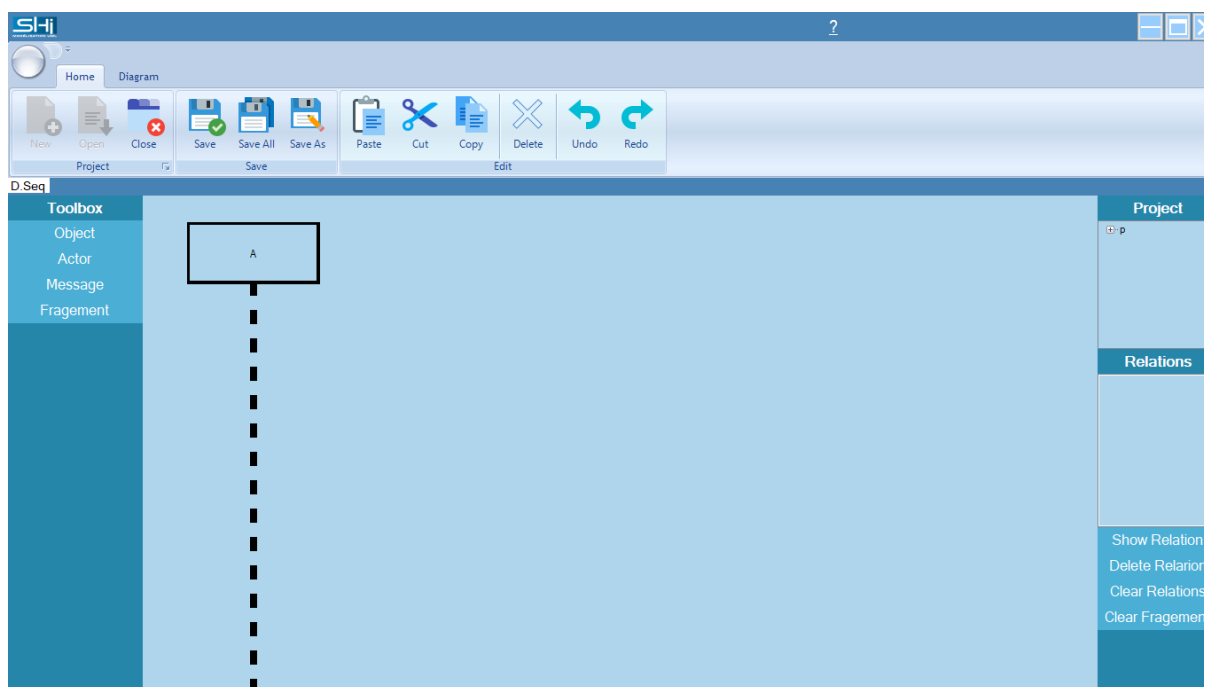 SHi
?
Home Diagram
New Open Close Save Save All Save As Paste Cut Copy Delete Undo Redo
Project Save Edit
D.Seq
Toolbox
Object
Actor
Message
Fragement
A
Project
p
Relations
Show Relation
Delete Relarion
Clear Relations
Clear Fragemen